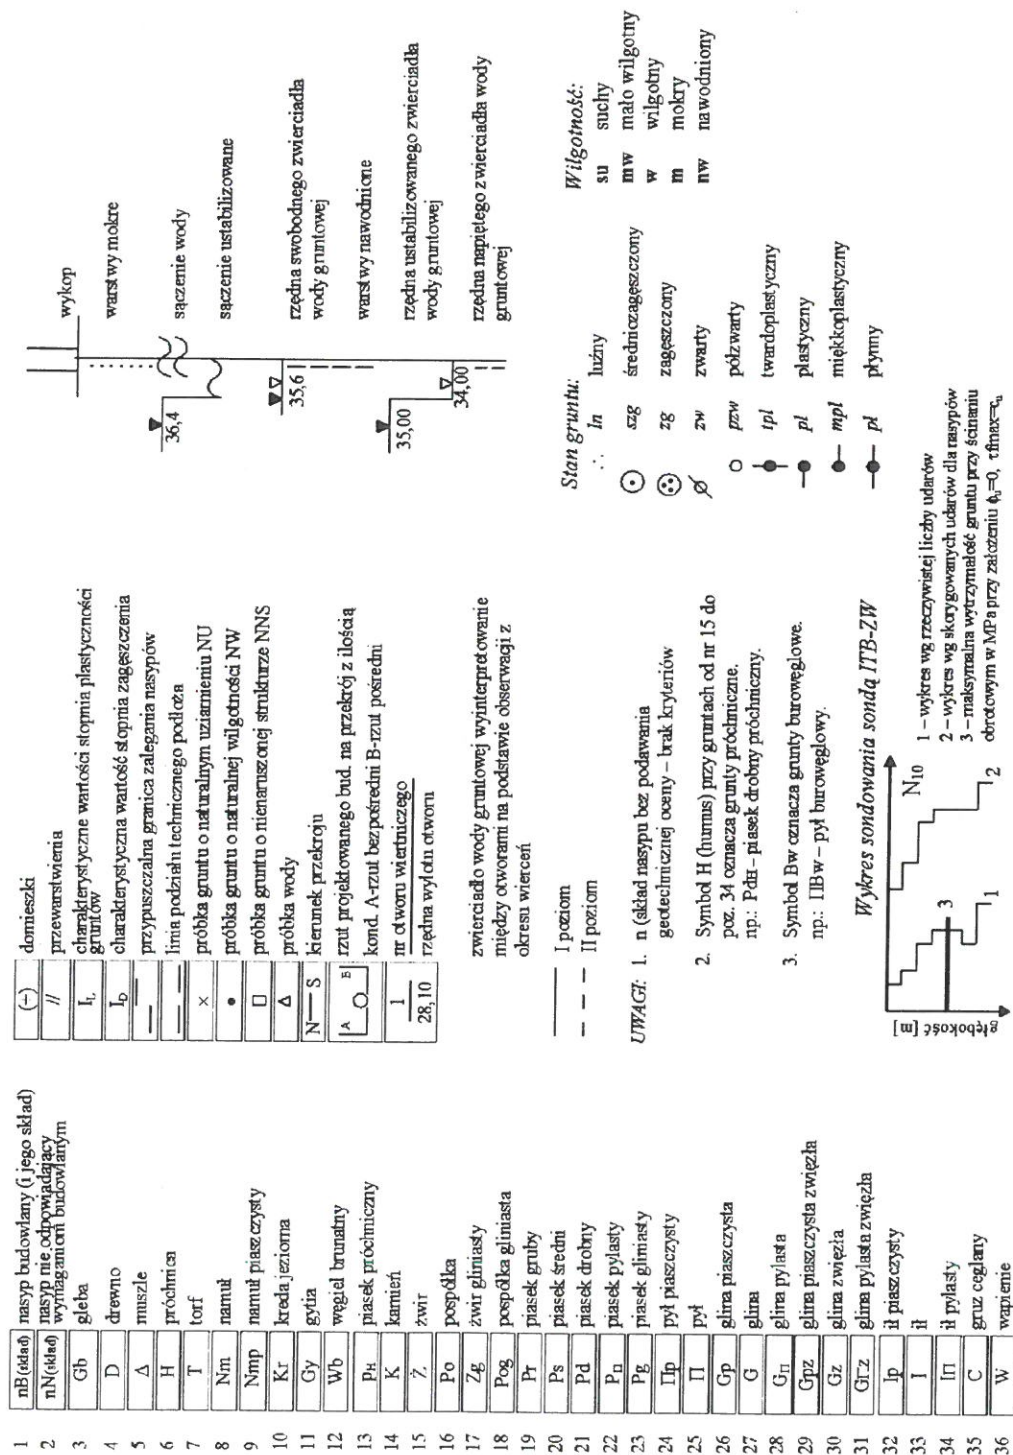 1 nB(skład) nasyp budowlany (i jego skład)
2 nN(skład) nasyp nie odpowiadający
wymaganiom budowlanym
3 Gb gleba
4 D drewno
5 Δ muszle
6 H próchnica
7 T torf
8 Nm namuł
9 Nmp namuł piaszczysty
10 Kr kreda jeziorna
11 Gy gytia
12 Wb węgiel brunatny
13 PH piasek próchniczny
14 K kamień
15 Ż żwir
16 Po pospółka
17 Zg żwir gliniasty
18 Pog pospółka gliniasta
19 Pr piasek gruby
20 Ps piasek średni
21 Pd piasek drobny
22 PΠ piasek pylasty
23 Pg piasek gliniasty
24 Πp pył piaszczysty
25 Π pył
26 Gp glina piaszczysta
27 G glina
28 GΠ glina pylasta
29 Gpz glina piaszczysta zwięzła
30 Gz glina zwięzła
31 GΓz glina pylasta zwięzła
32 Ip ił piaszczysty
33 I ił
34 IΠ ił pylasty
35 C gruz ceglany
36 W wapienie
(+) domieszki
// przewarstwienia
IL charakterystyczne wartości stopnia plastyczności
gruntów
ID charakterystyczna wartość stopnia zagęszczenia
przypuszczalna granica zalegania nasypów
linia podziału technicznego podłoża
× próbka gruntu o naturalnym uziarnieniu NU
• próbka gruntu o naturalnej wilgotności NW
□ próbka gruntu o nienaruszonej strukturze NNS
Δ próbka wody
N — S kierunek przekroju
A B rzut projektowanego bud. na przekrój z ilością
kond. A-rzut bezpośredni B-rzut pośredni
1 nr otworu wiertniczego
28,10 rzędna wylotu otworu
zwierciadło wody gruntowej wyinterpretowanie
między otworami na podstawie obserwacji z
okresu wierceń
I poziom
II poziom
UWAGI: 1. n (skład nasypu bez podawania
geotechnicznej oceny – brak kryteriów
2. Symbol H (humus) przy gruntach od nr 15 do
poz. 34 oznacza grunty próchniczne.
np.: PdH – piasek drobny próchniczny.
3. Symbol Bw oznacza grunty burowęglowe.
np.: ΠBw – pył burowęglowy.
Wykres sondowania sondą ITB-ZW
głębokość [m]
N10
3
1
2
1 – wykres wg rzeczywistej liczby udarów
2 – wykres wg skorygowanych udarów dla nasypów
3 – maksymalna wytrzymałość gruntu przy ścinaniu
obrotowym w MPa przy założeniu ϕu=0, τfmax=cu
wykop
warstwy mokre
sączenie wody
36,4
sączenie ustabilizowane
35,6
rzędna swobodnego zwierciadła
wody gruntowej
warstwy nawodnione
35,00
rzędna ustabilizowanego zwierciadła
wody gruntowej
34,00
rzędna napiętego zwierciadła wody
gruntowej
Stan gruntu:
ln luźny
szg średniozagęszczony
zg zagęszczony
zw zwarty
pzw półzwarty
tpl twardoplastyczny
pl plastyczny
mpl miękkoplastyczny
pł płynny
Wilgotność:
su suchy
mw mało wilgotny
w wilgotny
m mokry
nw nawodniony